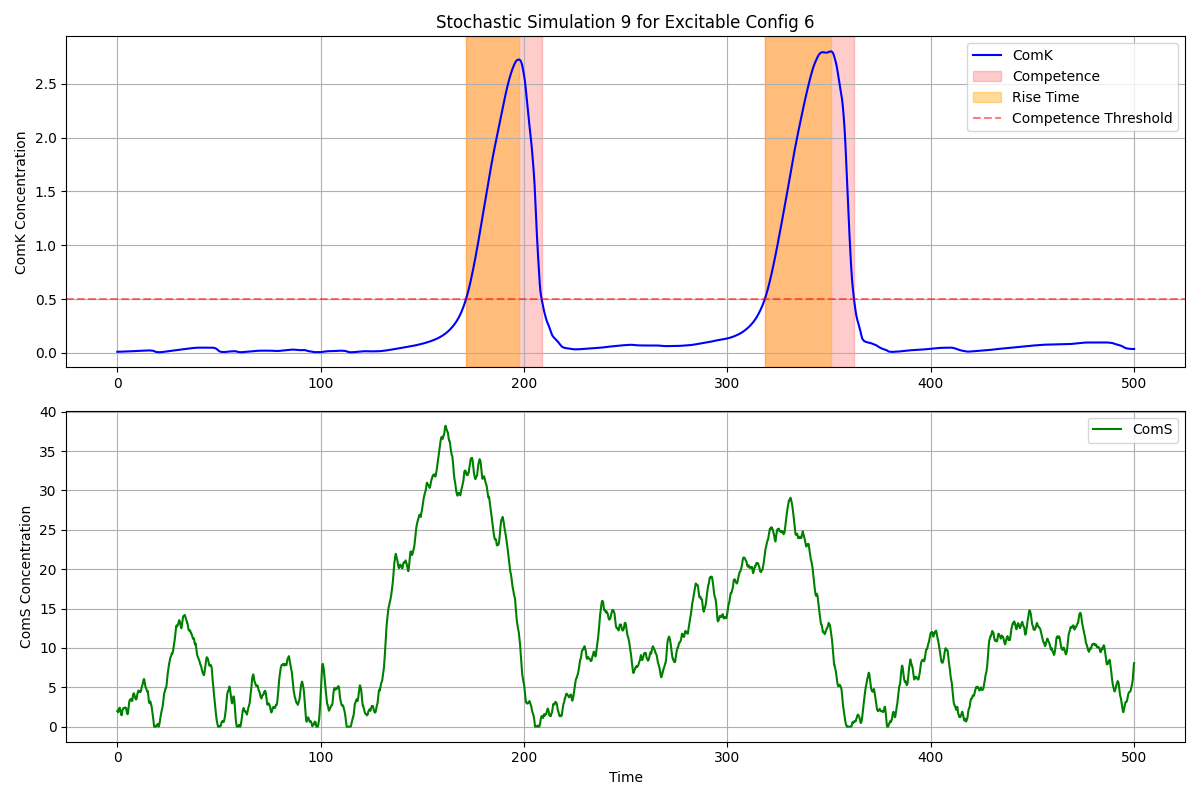 Stochastic Simulation 9 for Excitable Config 6
ComK Concentration
2.5
2.0
1.5
1.0
0.5
0.0
ComK
Competence
Rise Time
Competence Threshold
0 100 200 300 400 500
ComS Concentration
40
35
30
25
20
15
10
5
0
ComS
0 100 200 300 400 500
Time